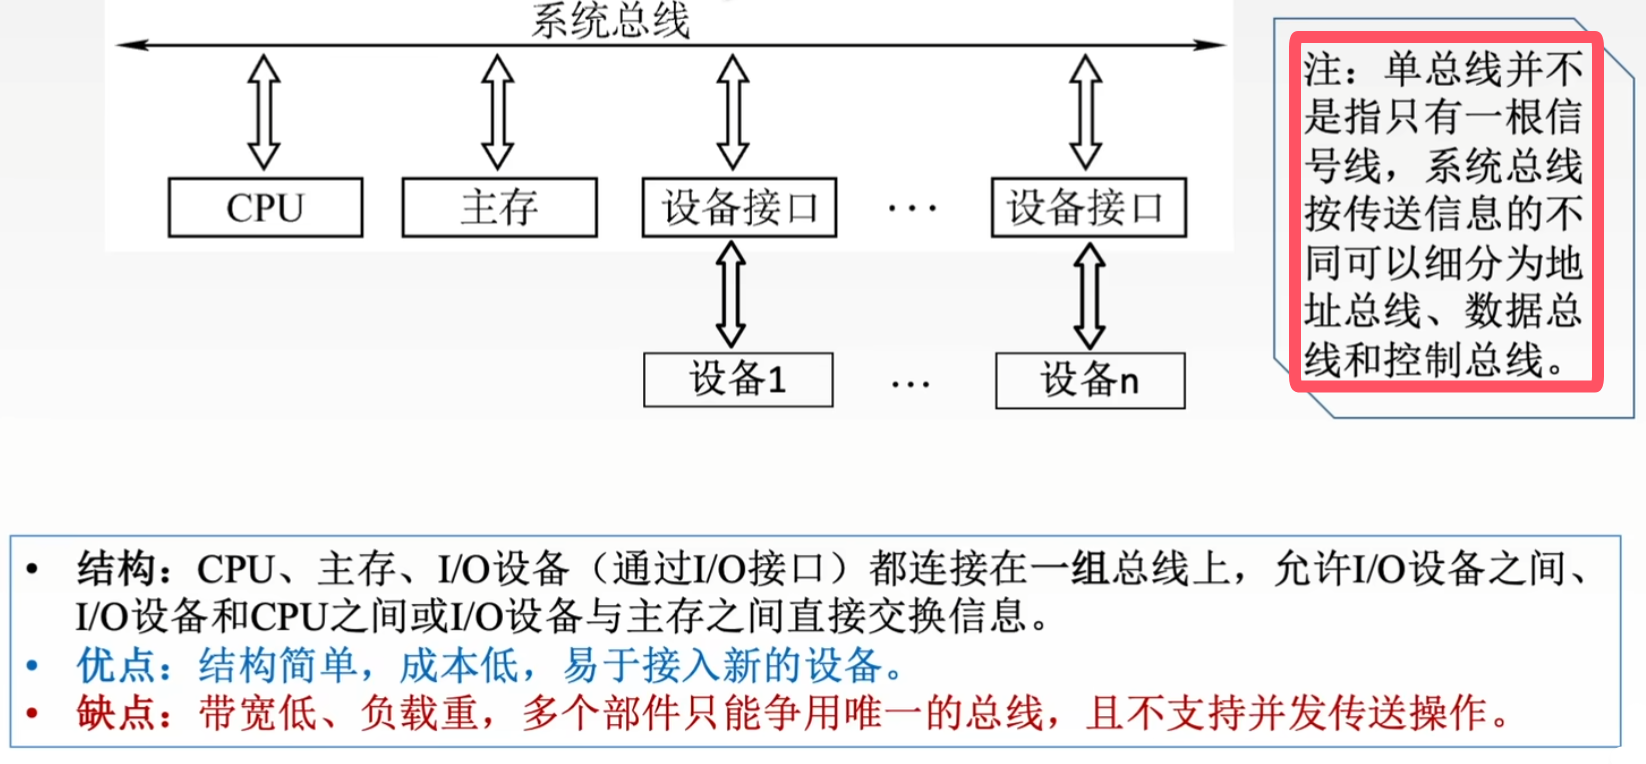 系统总线
CPU
主存
设备接口
...
设备接口
设备1
...
设备n
注：单总线并不
是指只有一根信
号线，系统总线
按传送信息的不
同可以细分为地
址总线、数据总
线和控制总线。
• 结构：CPU、主存、I/O设备（通过I/O接口）都连接在一组总线上，允许I/O设备之间、
I/O设备和CPU之间或I/O设备与主存之间直接交换信息。
• 优点：结构简单，成本低，易于接入新的设备。
• 缺点：带宽低、负载重，多个部件只能争用唯一的总线，且不支持并发传送操作。